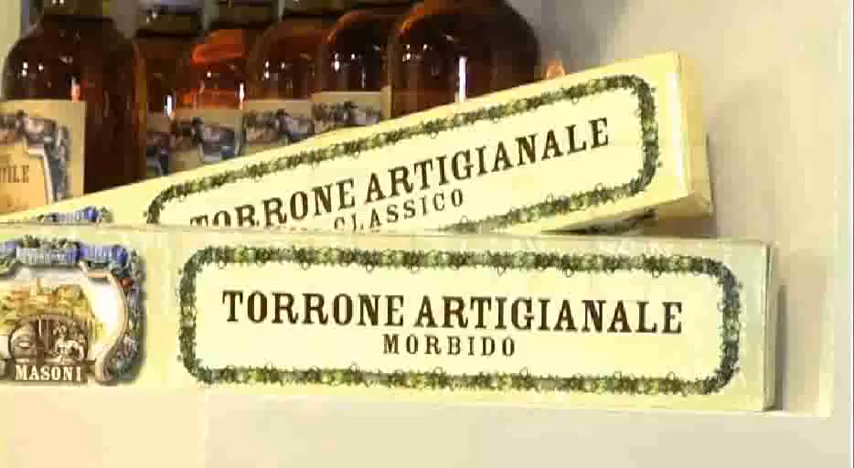 TORRONE ARTIGIANALE
CLASSICO
TORRONE ARTIGIANALE
MORBIDO
MASONI